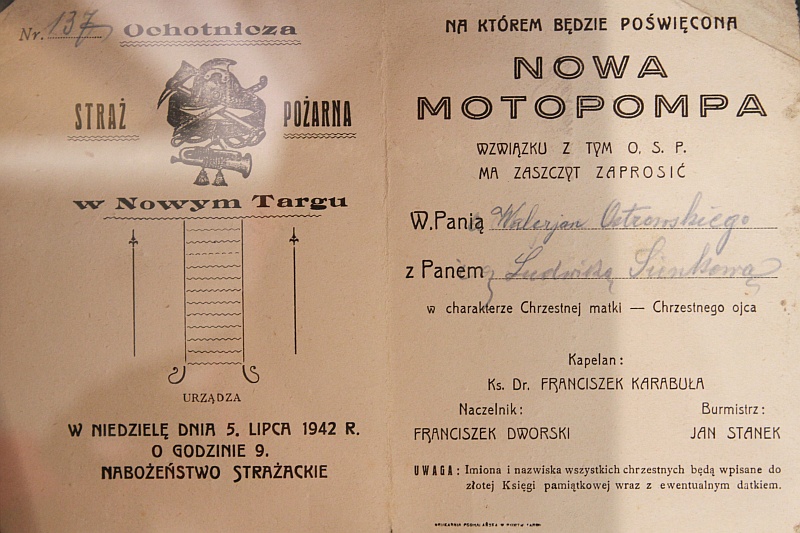 Nr. 137
Ochotnicza
STRAŻ POŻARNA
w Nowym Targu
URZĄDZA
W NIEDZIELĘ DNIA 5. LIPCA 1942 R.
O GODZINIE 9.
NABOŻEŃSTWO STRAŻACKIE
NA KTÓREM BĘDZIE POŚWIĘCONA
NOWA
MOTOPOMPA
WZWIĄZKU Z TYM O. S. P.
MA ZASZCZYT ZAPROSIĆ
W.Panią Walerjan Ostrowskiego
z Panem Ludwiką
w charakterze Chrzestnej matki — Chrzestnego ojca
Kapelan:
Ks. Dr. FRANCISZEK KARABUŁA
Naczelnik: Burmistrz:
FRANCISZEK DWORSKI JAN STANEK
UWAGA: Imiona i nazwiska wszystkich chrzestnych będą wpisane do
złotej Księgi pamiątkowej wraz z ewentualnym datkiem.